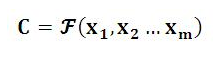 C = 𝓕(x₁,x₂ … xₘ)